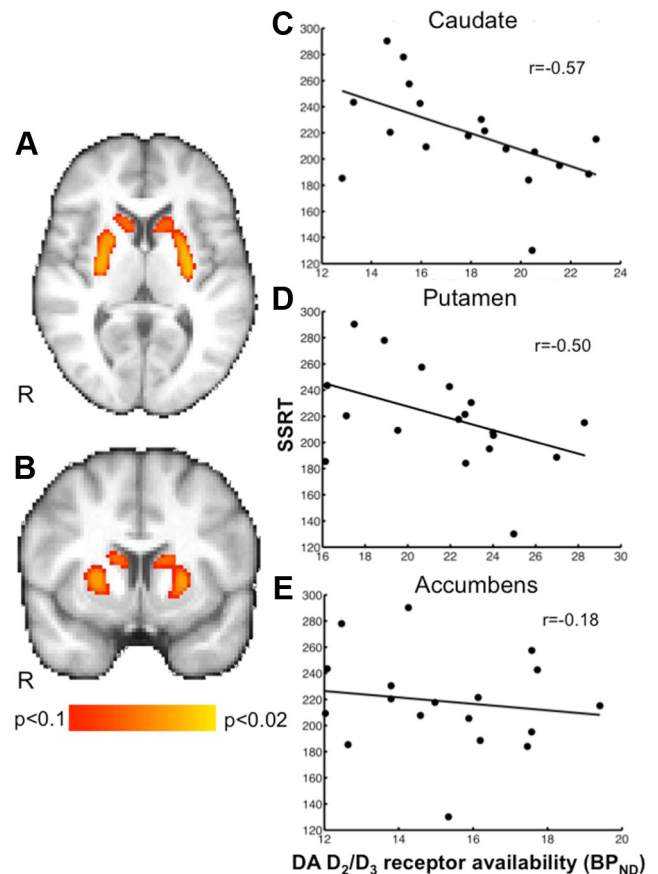 A
R
B
R
p<0.1
p<0.02
C
Caudate
r=-0.57
300
280
260
240
220
200
180
160
140
120
12
14
16
18
20
22
24
D
Putamen
r=-0.50
SSRT
300
280
260
240
220
200
180
160
140
120
16
18
20
22
24
26
28
30
E
Accumbens
r=-0.18
300
280
260
240
220
200
180
160
140
120
12
14
16
18
20
DA D₂/D₃ receptor availability (BP_ND)